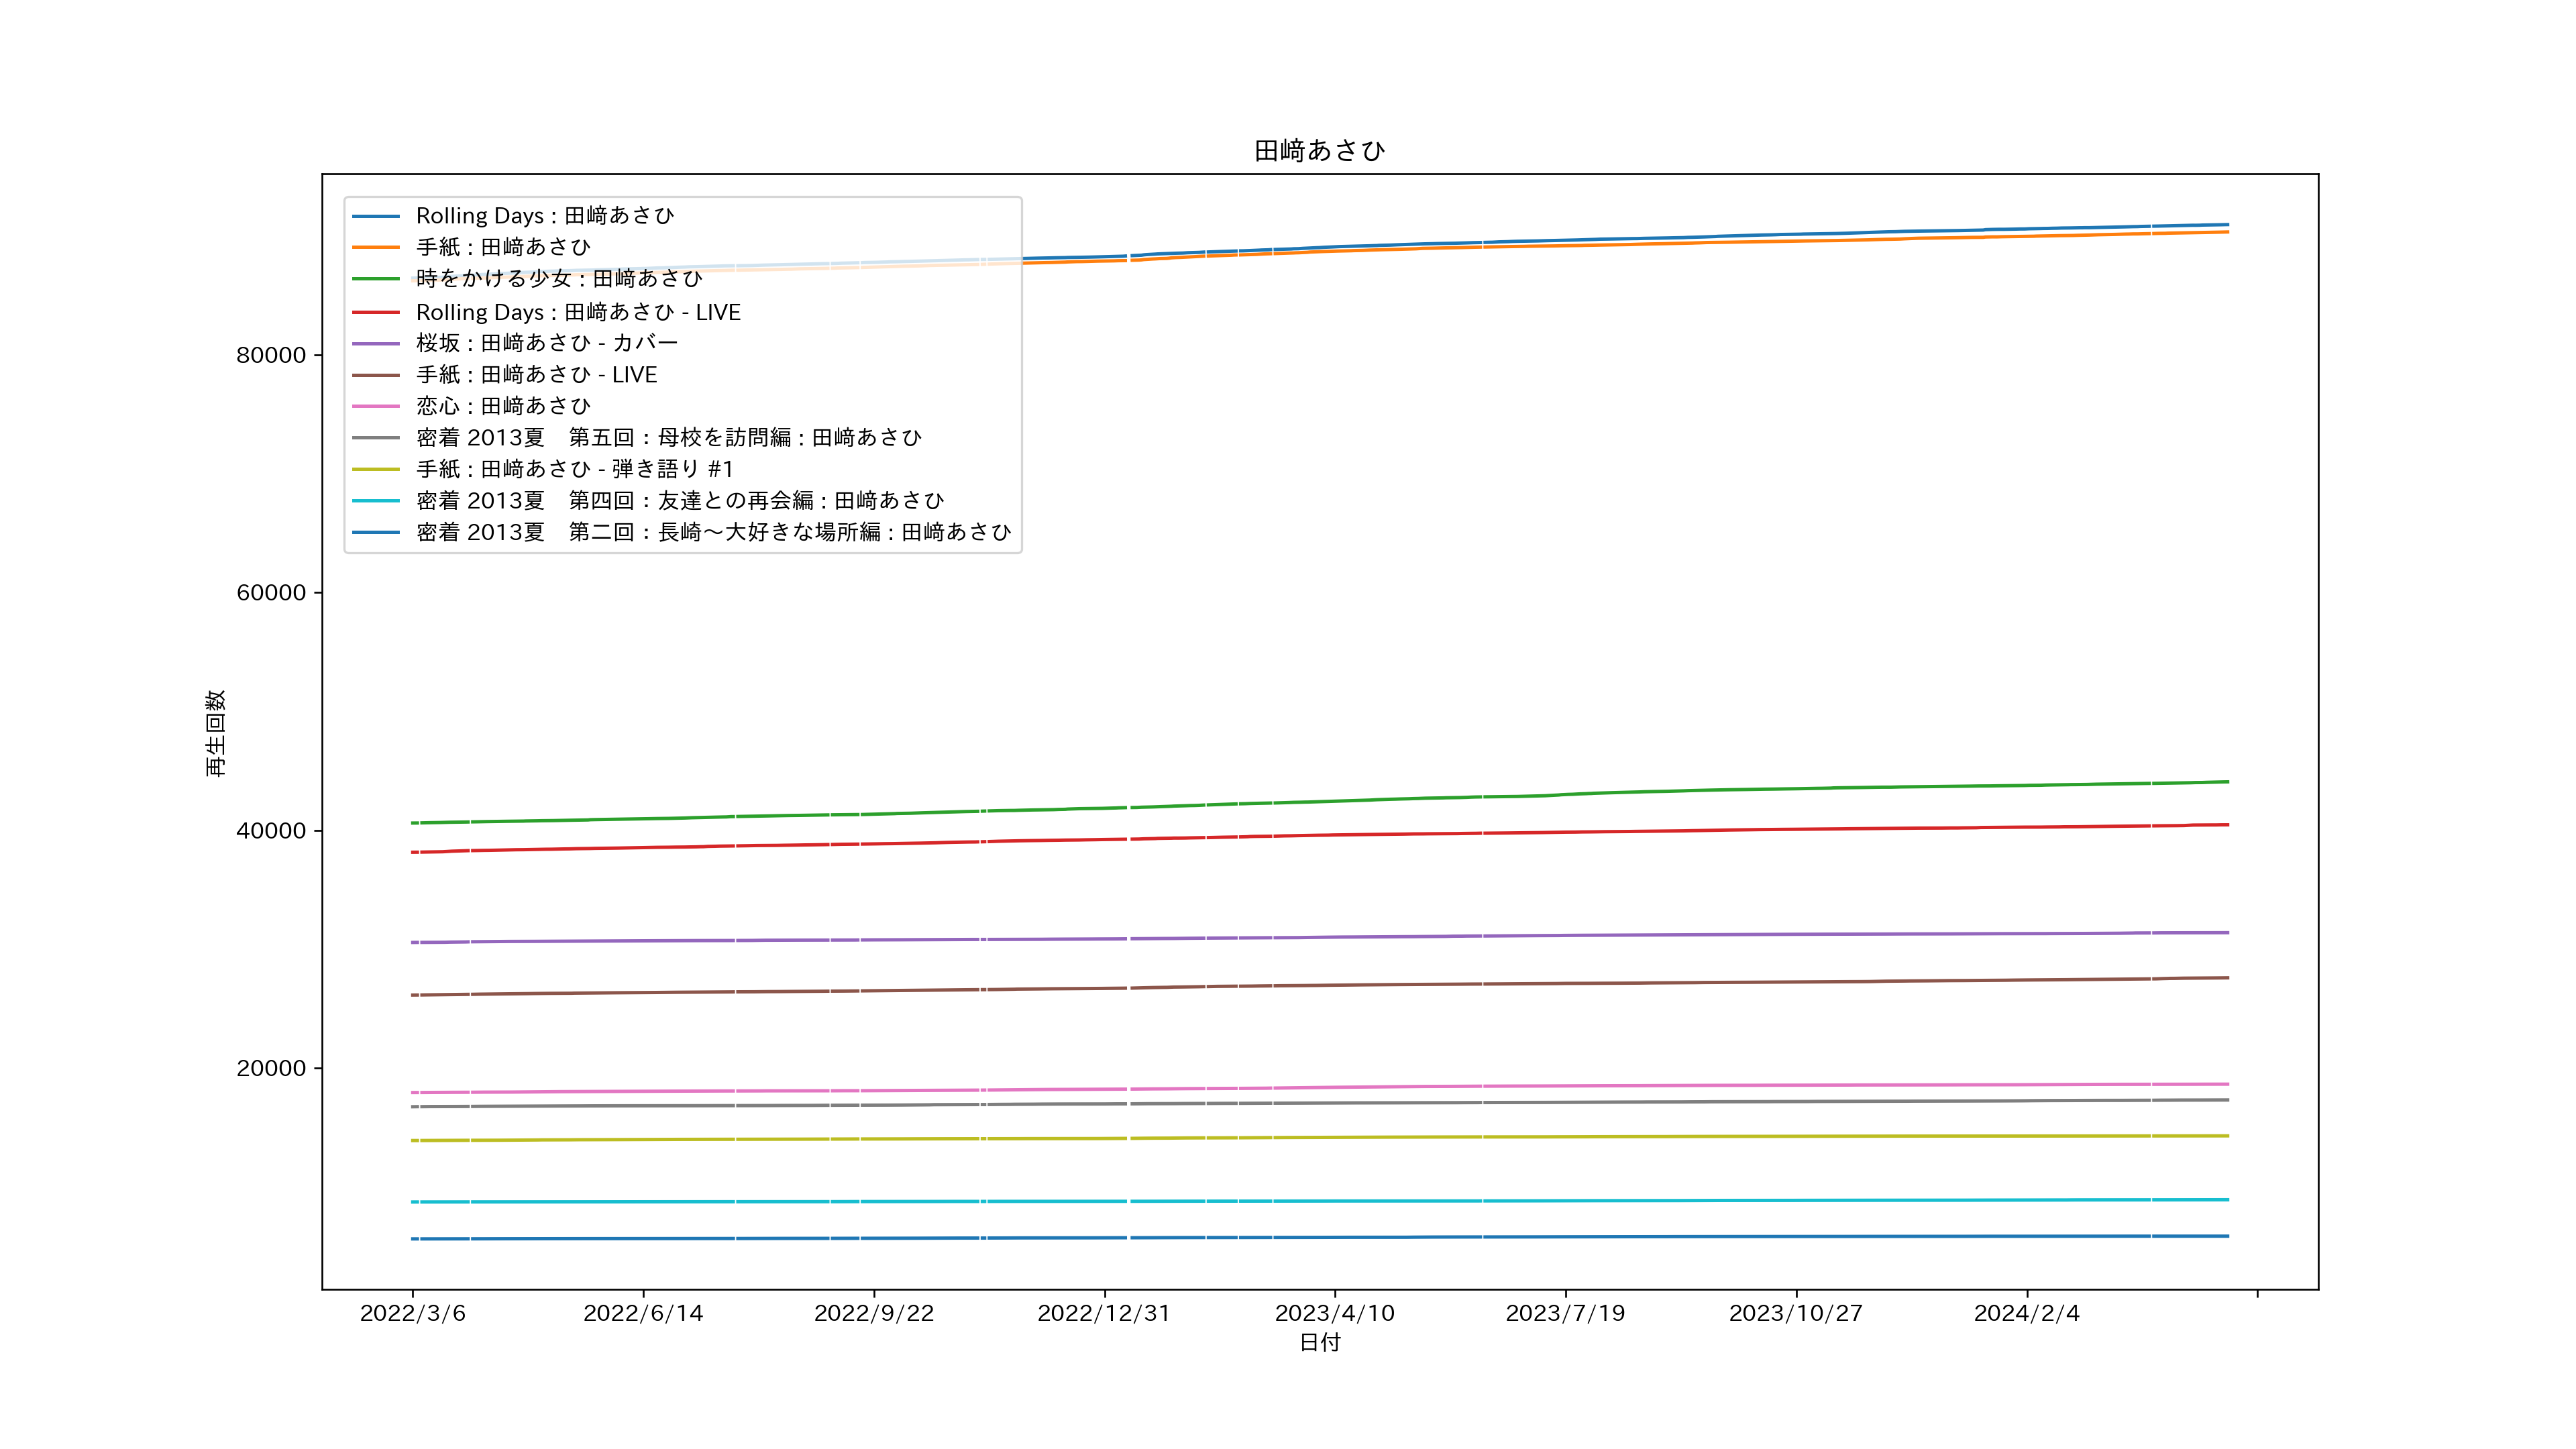 田﨑あさひ
Rolling Days : 田﨑あさひ
手紙 : 田﨑あさひ
時をかける少女 : 田﨑あさひ
Rolling Days : 田﨑あさひ - LIVE
桜坂 : 田﨑あさひ - カバー
手紙 : 田﨑あさひ - LIVE
恋心 : 田﨑あさひ
密着 2013夏　第五回：母校を訪問編 : 田﨑あさひ
手紙 : 田﨑あさひ - 弾き語り #1
密着 2013夏　第四回：友達との再会編 : 田﨑あさひ
密着 2013夏　第二回：長崎～大好きな場所編 : 田﨑あさひ
80000
60000
40000
20000
再生回数
2022/3/6 2022/6/14 2022/9/22 2022/12/31 2023/4/10 2023/7/19 2023/10/27 2024/2/4
日付